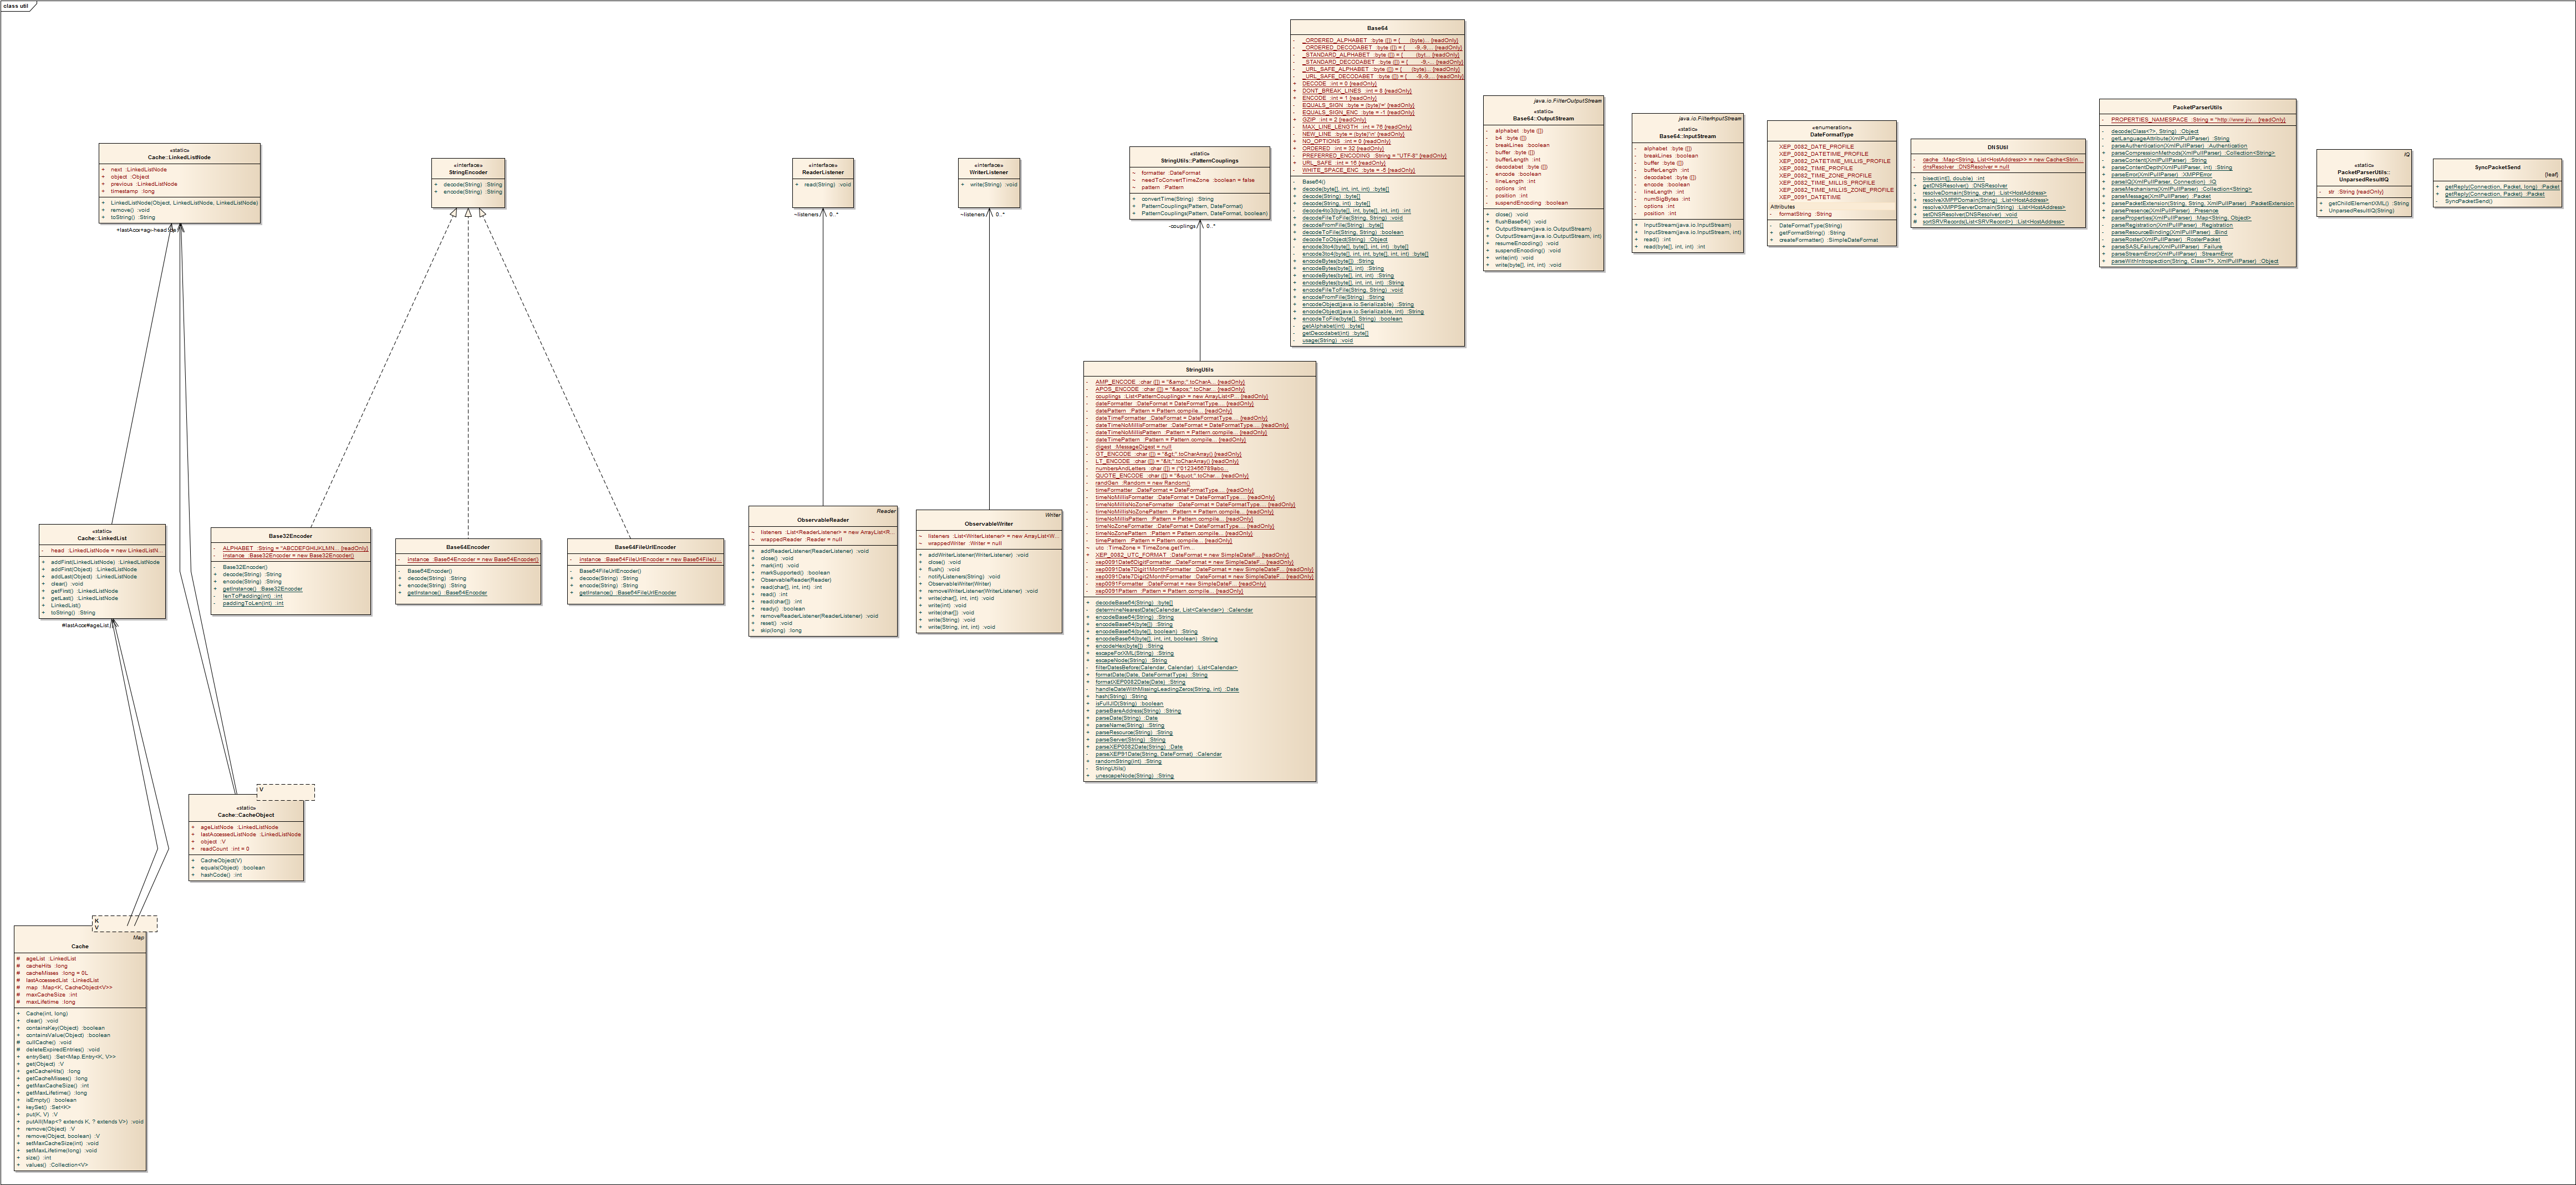 class util
«static»
Cache::LinkedListNode
+ next :LinkedListNode
+ object :Object
+ previous :LinkedListNode
+ timestamp :long
+ LinkedListNode(Object, LinkedListNode, LinkedListNode)
+ remove() :void
+ toString() :String
«interface»
StringEncoder
+ decode(String) :String
+ encode(String) :String
«interface»
ReaderListener
+ read(String) :void
~listeners 0..*
«interface»
WriterListener
+ write(String) :void
~listeners 0..*
«static»
StringUtils::PatternCouplings
~ formatter :DateFormat
~ needToConvertTimeZone :boolean = false
~ pattern :Pattern
+ convertTime(String) :String
+ PatternCouplings(Pattern, DateFormat)
+ PatternCouplings(Pattern, DateFormat, boolean)
-couplings 0..*
Base64
- _ORDERED_ALPHABET :byte ([]) = { (byte)... {readOnly}
- _ORDERED_DECODABET :byte ([]) = { -9,-9,... {readOnly}
- _STANDARD_ALPHABET :byte ([]) = { (byt... {readOnly}
- _STANDARD_DECODABET :byte ([]) = { -9,-... {readOnly}
- _URL_SAFE_ALPHABET :byte ([]) = { (byte)... {readOnly}
- _URL_SAFE_DECODABET :byte ([]) = { -9,-9,... {readOnly}
+ DECODE :int = 0 {readOnly}
+ DONT_BREAK_LINES :int = 8 {readOnly}
+ ENCODE :int = 1 {readOnly}
- EQUALS_SIGN :byte = (byte)'=' {readOnly}
- EQUALS_SIGN_ENC :byte = -1 {readOnly}
+ GZIP :int = 2 {readOnly}
- MAX_LINE_LENGTH :int = 76 {readOnly}
- NEW_LINE :byte = (byte)'\n' {readOnly}
+ NO_OPTIONS :int = 0 {readOnly}
+ ORDERED :int = 32 {readOnly}
- PREFERRED_ENCODING :String = "UTF-8" {readOnly}
+ URL_SAFE :int = 16 {readOnly}
- WHITE_SPACE_ENC :byte = -5 {readOnly}
- Base64()
+ decode(byte[], int, int, int) :byte[]
+ decode(String) :byte[]
+ decode(String, int) :byte[]
- decode4to3(byte[], int, byte[], int, int) :int
+ decodeFileToFile(String, String) :void
+ decodeFromFile(String) :byte[]
+ decodeToFile(String, String) :boolean
+ decodeToObject(String) :Object
- encode3to4(byte[], byte[], int, int) :byte[]
- encode3to4(byte[], int, int, byte[], int, int) :byte[]
+ encodeBytes(byte[]) :String
+ encodeBytes(byte[], int) :String
+ encodeBytes(byte[], int, int) :String
+ encodeBytes(byte[], int, int, int) :String
+ encodeFileToFile(String, String) :void
+ encodeFromFile(String) :String
+ encodeObject(java.io.Serializable) :String
+ encodeObject(java.io.Serializable, int) :String
+ encodeToFile(byte[], String) :boolean
- getAlphabet(int) :byte[]
- getDecodabet(int) :byte[]
- usage(String) :void
java.io.FilterOutputStream
«static»
Base64::OutputStream
- alphabet :byte ([])
- b4 :byte ([])
- breakLines :boolean
- buffer :byte ([])
- bufferLength :int
- decodabet :byte ([])
- encode :boolean
- lineLength :int
- options :int
- position :int
- suspendEncoding :boolean
+ close() :void
+ flushBase64() :void
+ OutputStream(java.io.OutputStream)
+ OutputStream(java.io.OutputStream, int)
+ resumeEncoding() :void
+ suspendEncoding() :void
+ write(int) :void
+ write(byte[], int, int) :void
java.io.FilterInputStream
«static»
Base64::InputStream
- alphabet :byte ([])
- breakLines :boolean
- buffer :byte ([])
- bufferLength :int
- decodabet :byte ([])
- encode :boolean
- lineLength :int
- numSigBytes :int
- options :int
- position :int
+ InputStream(java.io.InputStream)
+ InputStream(java.io.InputStream, int)
+ read() :int
+ read(byte[], int, int) :int
«enumeration»
DateFormatType
XEP_0082_DATE_PROFILE
XEP_0082_DATETIME_PROFILE
XEP_0082_DATETIME_MILLIS_PROFILE
XEP_0082_TIME_PROFILE
XEP_0082_TIME_ZONE_PROFILE
XEP_0082_TIME_MILLIS_PROFILE
XEP_0082_TIME_MILLIS_ZONE_PROFILE
XEP_0091_DATETIME
Attributes
- formatString :String
- DateFormatType(String)
+ getFormatString() :String
+ createFormatter() :SimpleDateFormat
DNSUtil
- cache :Map<String, List<HostAddress>> = new Cache<Strin...
- dnsResolver :DNSResolver = null
- bisect(int[], double) :int
+ getDNSResolver() :DNSResolver
- resolveDomain(String, char) :List<HostAddress>
+ resolveXMPPDomain(String) :List<HostAddress>
+ resolveXMPPServerDomain(String) :List<HostAddress>
+ setDNSResolver(DNSResolver) :void
# sortSRVRecords(List<SRVRecord>) :List<HostAddress>
PacketParserUtils
- PROPERTIES_NAMESPACE :String = "http://www.jiv... {readOnly}
- decode(Class<?>, String) :Object
- getLanguageAttribute(XmlPullParser) :String
- parseAuthentication(XmlPullParser) :Authentication
+ parseCompressionMethods(XmlPullParser) :Collection<String>
- parseContent(XmlPullParser) :String
- parseContentDepth(XmlPullParser, int) :String
+ parseError(XmlPullParser) :XMPPError
+ parseIQ(XmlPullParser, Connection) :IQ
+ parseMechanisms(XmlPullParser) :Collection<String>
+ parseMessage(XmlPullParser) :Packet
+ parsePacketExtension(String, String, XmlPullParser) :PacketExtension
+ parsePresence(XmlPullParser) :Presence
+ parseProperties(XmlPullParser) :Map<String, Object>
- parseRegistration(XmlPullParser) :Registration
- parseResourceBinding(XmlPullParser) :Bind
- parseRoster(XmlPullParser) :RosterPacket
+ parseSASLFailure(XmlPullParser) :Failure
+ parseStreamError(XmlPullParser) :StreamError
+ parseWithIntrospection(String, Class<?>, XmlPullParser) :Object
IQ
«static»
PacketParserUtils::
UnparsedResultIQ
- str :String {readOnly}
+ getChildElementXML() :String
+ UnparsedResultIQ(String)
SyncPacketSend
{leaf}
+ getReply(Connection, Packet, long) :Packet
+ getReply(Connection, Packet) :Packet
- SyncPacketSend()
«static»
Cache::LinkedList
- head :LinkedListNode = new LinkedListN...
+ addFirst(LinkedListNode) :LinkedListNode
+ addFirst(Object) :LinkedListNode
+ addLast(Object) :LinkedListNode
+ clear() :void
+ getFirst() :LinkedListNode
+ getLast() :LinkedListNode
+ LinkedList()
+ toString() :String
Base32Encoder
- ALPHABET :String = "ABCDEFGHIJKLMN... {readOnly}
- instance :Base32Encoder = new Base32Encoder()
- Base32Encoder()
+ decode(String) :String
+ encode(String) :String
+ getInstance() :Base32Encoder
- lenToPadding(int) :int
- paddingToLen(int) :int
Base64Encoder
- instance :Base64Encoder = new Base64Encoder()
- Base64Encoder()
+ decode(String) :String
+ encode(String) :String
+ getInstance() :Base64Encoder
Base64FileUrlEncoder
- instance :Base64FileUrlEncoder = new Base64FileU...
- Base64FileUrlEncoder()
+ decode(String) :String
+ encode(String) :String
+ getInstance() :Base64FileUrlEncoder
Reader
ObservableReader
~ listeners :List<ReaderListener> = new ArrayList<R...
~ wrappedReader :Reader = null
+ addReaderListener(ReaderListener) :void
+ close() :void
+ mark(int) :void
+ markSupported() :boolean
+ ObservableReader(Reader)
+ read(char[], int, int) :int
+ read() :int
+ read(char[]) :int
+ ready() :boolean
+ removeReaderListener(ReaderListener) :void
+ reset() :void
+ skip(long) :long
Writer
ObservableWriter
~ listeners :List<WriterListener> = new ArrayList<W...
~ wrappedWriter :Writer = null
+ addWriterListener(WriterListener) :void
+ close() :void
+ flush() :void
- notifyListeners(String) :void
+ ObservableWriter(Writer)
+ removeWriterListener(WriterListener) :void
+ write(char[], int, int) :void
+ write(int) :void
+ write(char[]) :void
+ write(String) :void
+ write(String, int, int) :void
StringUtils
- AMP_ENCODE :char ([]) = "&amp;".toCharA... {readOnly}
- APOS_ENCODE :char ([]) = "&apos;".toChar... {readOnly}
- couplings :List<PatternCouplings> = new ArrayList<P... {readOnly}
- dateFormatter :DateFormat = DateFormatType.... {readOnly}
- datePattern :Pattern = Pattern.compile... {readOnly}
- dateTimeFormatter :DateFormat = DateFormatType.... {readOnly}
- dateTimeNoMillisFormatter :DateFormat = DateFormatType.... {readOnly}
- dateTimeNoMillisPattern :Pattern = Pattern.compile... {readOnly}
- dateTimePattern :Pattern = Pattern.compile... {readOnly}
- digest :MessageDigest = null
- GT_ENCODE :char ([]) = "&gt;".toCharArray() {readOnly}
- LT_ENCODE :char ([]) = "&lt;".toCharArray() {readOnly}
- numbersAndLetters :char ([]) = ("0123456789abc...
- QUOTE_ENCODE :char ([]) = "&quot;".toChar... {readOnly}
- randGen :Random = new Random()
- timeFormatter :DateFormat = DateFormatType.... {readOnly}
- timeNoMillisFormatter :DateFormat = DateFormatType.... {readOnly}
- timeNoMillisNoZoneFormatter :DateFormat = DateFormatType.... {readOnly}
- timeNoMillisNoZonePattern :Pattern = Pattern.compile... {readOnly}
- timeNoMillisPattern :Pattern = Pattern.compile... {readOnly}
- timeNoZoneFormatter :DateFormat = DateFormatType.... {readOnly}
- timeNoZonePattern :Pattern = Pattern.compile... {readOnly}
- timePattern :Pattern = Pattern.compile... {readOnly}
~ utc :TimeZone = TimeZone.getTim...
+ XEP_0082_UTC_FORMAT :DateFormat = new SimpleDateF... {readOnly}
- xep0091Date6DigitFormatter :DateFormat = new SimpleDateF... {readOnly}
- xep0091Date7Digit1MonthFormatter :DateFormat = new SimpleDateF... {readOnly}
- xep0091Date7Digit2MonthFormatter :DateFormat = new SimpleDateF... {readOnly}
- xep0091Formatter :DateFormat = new SimpleDateF... {readOnly}
- xep0091Pattern :Pattern = Pattern.compile... {readOnly}
+ decodeBase64(String) :byte[]
- determineNearestDate(Calendar, List<Calendar>) :Calendar
+ encodeBase64(String) :String
+ encodeBase64(byte[]) :String
+ encodeBase64(byte[], boolean) :String
+ encodeBase64(byte[], int, int, boolean) :String
+ encodeHex(byte[]) :String
+ escapeForXML(String) :String
+ escapeNode(String) :String
- filterDatesBefore(Calendar, Calendar) :List<Calendar>
+ formatDate(Date, DateFormatType) :String
+ formatXEP0082Date(Date) :String
- handleDateWithMissingLeadingZeros(String, int) :Date
+ hash(String) :String
+ isFullJID(String) :boolean
+ parseBareAddress(String) :String
+ parseDate(String) :Date
+ parseName(String) :String
+ parseResource(String) :String
+ parseServer(String) :String
+ parseXEP0082Date(String) :Date
- parseXEP91Date(String, DateFormat) :Calendar
+ randomString(int) :String
- StringUtils()
+ unescapeNode(String) :String
V
«static»
Cache::CacheObject
+ ageListNode :LinkedListNode
+ lastAccessedListNode :LinkedListNode
+ object :V
+ readCount :int = 0
+ CacheObject(V)
+ equals(Object) :boolean
+ hashCode() :int
K
V
Map
Cache
# ageList :LinkedList
# cacheHits :long
# cacheMisses :long = 0L
# lastAccessedList :LinkedList
# map :Map<K, CacheObject<V>>
# maxCacheSize :int
# maxLifetime :long
+ Cache(int, long)
+ clear() :void
+ containsKey(Object) :boolean
+ containsValue(Object) :boolean
# cullCache() :void
# deleteExpiredEntries() :void
+ entrySet() :Set<Map.Entry<K, V>>
+ get(Object) :V
+ getCacheHits() :long
+ getCacheMisses() :long
+ getMaxCacheSize() :int
+ getMaxLifetime() :long
+ isEmpty() :boolean
+ keySet() :Set<K>
+ put(K, V) :V
+ putAll(Map<? extends K, ? extends V>) :void
+ remove(Object) :V
+ remove(Object, boolean) :V
+ setMaxCacheSize(int) :void
+ setMaxLifetime(long) :void
+ size() :int
+ values() :Collection<V>